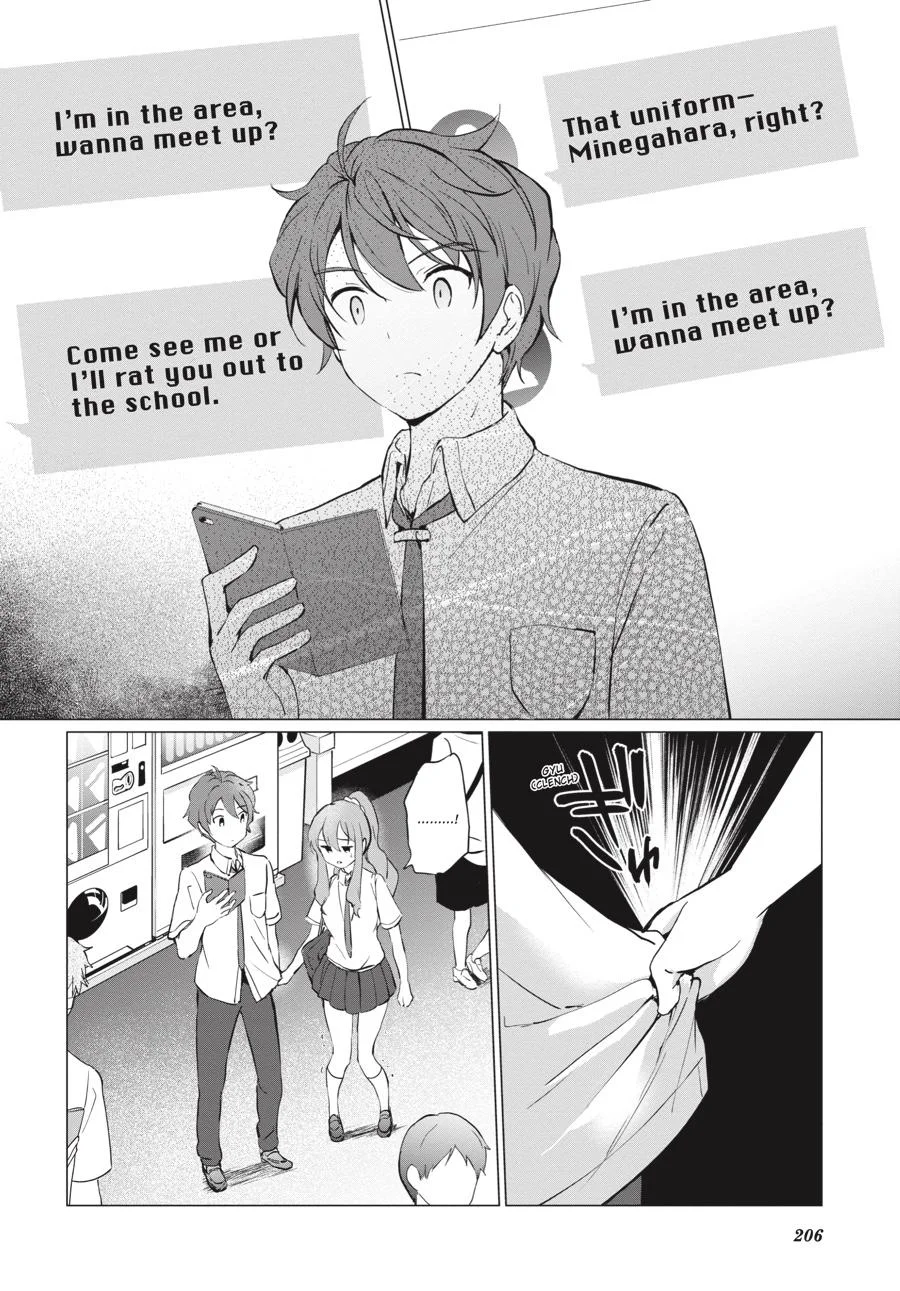 That uniform—
Minegahara, right?
I'm in the area,
wanna meet up?
I'm in the area,
wanna meet up?
Come see me or
I'll rat you out to
the school.
GYU
(CLENCH)
ギュ
.........!
206